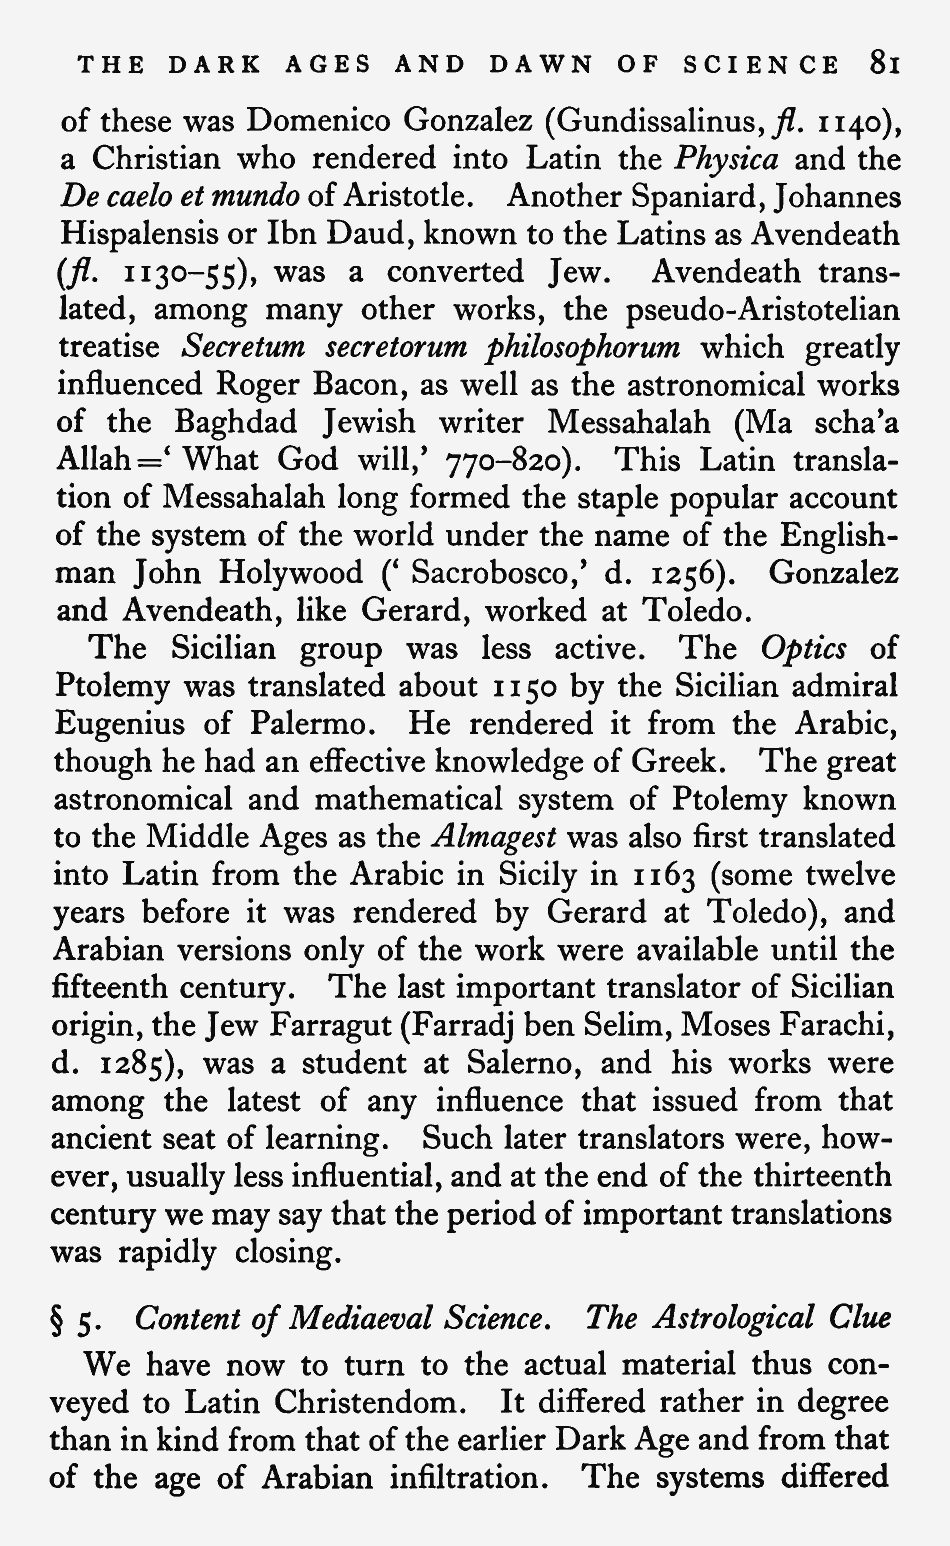 THE DARK AGES AND DAWN OF SCIENCE 81
of these was Domenico Gonzalez (Gundissalinus, fl. 1140),
a Christian who rendered into Latin the Physica and the
De caelo et mundo of Aristotle. Another Spaniard, Johannes
Hispalensis or Ibn Daud, known to the Latins as Avendeath
(fl. 1130–55), was a converted Jew. Avendeath trans-
lated, among many other works, the pseudo-Aristotelian
treatise Secretum secretorum philosophorum which greatly
influenced Roger Bacon, as well as the astronomical works
of the Baghdad Jewish writer Messahalah (Ma scha’a
Allah=‘ What God will,’ 770–820). This Latin transla-
tion of Messahalah long formed the staple popular account
of the system of the world under the name of the English-
man John Holywood (‘ Sacrobosco,’ d. 1256). Gonzalez
and Avendeath, like Gerard, worked at Toledo.
The Sicilian group was less active. The Optics of
Ptolemy was translated about 1150 by the Sicilian admiral
Eugenius of Palermo. He rendered it from the Arabic,
though he had an effective knowledge of Greek. The great
astronomical and mathematical system of Ptolemy known
to the Middle Ages as the Almagest was also first translated
into Latin from the Arabic in Sicily in 1163 (some twelve
years before it was rendered by Gerard at Toledo), and
Arabian versions only of the work were available until the
fifteenth century. The last important translator of Sicilian
origin, the Jew Farragut (Farradj ben Selim, Moses Farachi,
d. 1285), was a student at Salerno, and his works were
among the latest of any influence that issued from that
ancient seat of learning. Such later translators were, how-
ever, usually less influential, and at the end of the thirteenth
century we may say that the period of important translations
was rapidly closing.
§ 5. Content of Mediaeval Science. The Astrological Clue
We have now to turn to the actual material thus con-
veyed to Latin Christendom. It differed rather in degree
than in kind from that of the earlier Dark Age and from that
of the age of Arabian infiltration. The systems differed